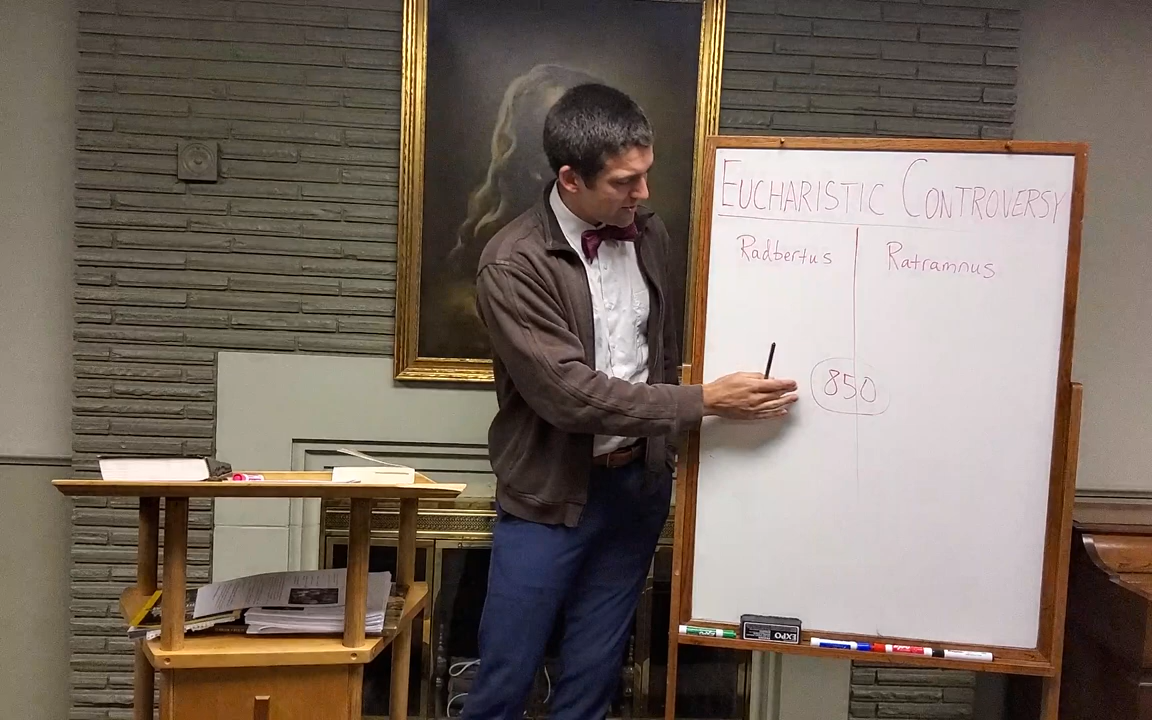 EUCHARISTIC CONTROVERSY
Radbertus
Ratramnus
850
EXPO